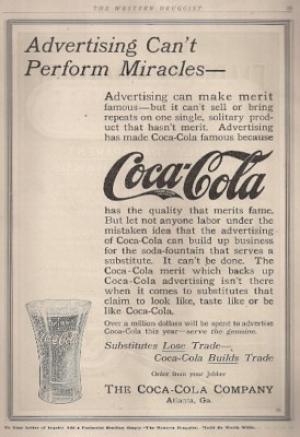 THE WESTERN DRUGGIST
Advertising Can't
Perform Miracles—
Advertising can make merit
famous—but it can't sell or bring
repeats on one single, solitary prod-
uct that hasn't merit. Advertising
has made Coca-Cola famous because
Coca-Cola
has the quality that merits fame.
But let not anyone labor under the
mistaken idea that the advertising
of Coca-Cola can build up business
for the soda-fountain that serves a
substitute. It can't be done. The
Coca-Cola merit which backs up
Coca-Cola advertising isn't there
when it comes to substitutes that
claim to look like, taste like or be
like Coca-Cola.
Over a million dollars will be spent to advertise
Coca-Cola this year—serve the genuine.
Substitutes Lose Trade—
Coca-Cola Builds Trade
Order from your Jobber
THE COCA-COLA COMPANY
Atlanta, Ga.